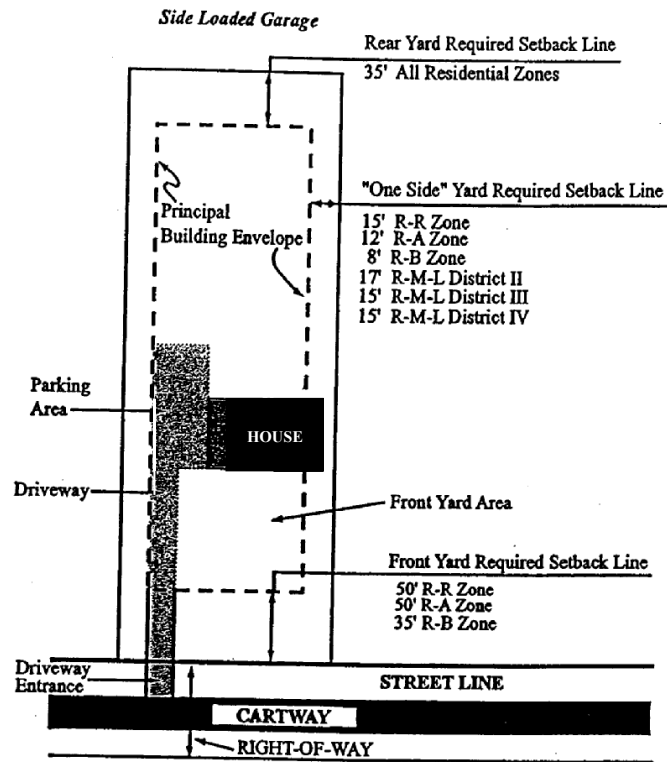 Side Loaded Garage
Rear Yard Required Setback Line
35' All Residential Zones
"One Side" Yard Required Setback Line
15' R-R Zone
12' R-A Zone
8' R-B Zone
17' R-M-L District II
15' R-M-L District III
15' R-M-L District IV
Principal
Building Envelope
Parking
Area
HOUSE
Driveway
Front Yard Area
Front Yard Required Setback Line
50' R-R Zone
50' R-A Zone
35' R-B Zone
Driveway
Entrance
STREET LINE
CARTWAY
RIGHT-OF-WAY